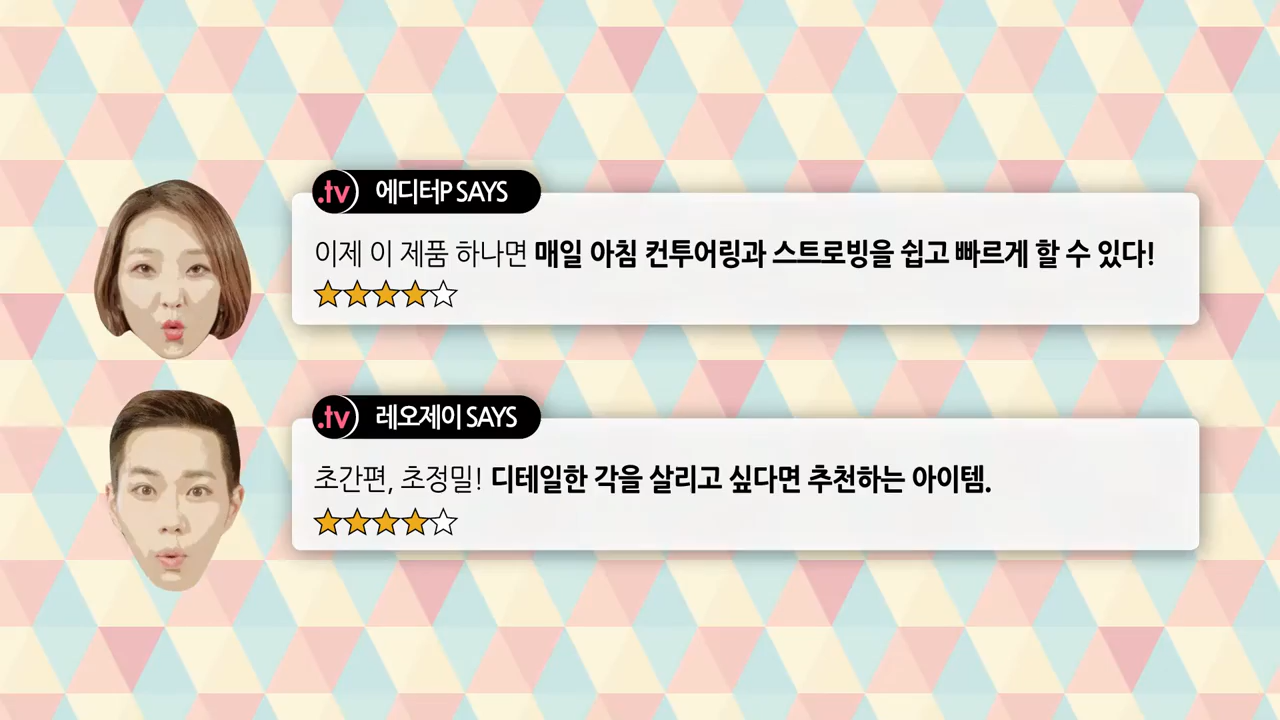 .tv 에디터P SAYS
이제 이 제품 하나면 매일 아침 컨투어링과 스트로빙을 쉽고 빠르게 할 수 있다!
.tv 레오제이 SAYS
초간편, 초정밀! 디테일한 각을 살리고 싶다면 추천하는 아이템.